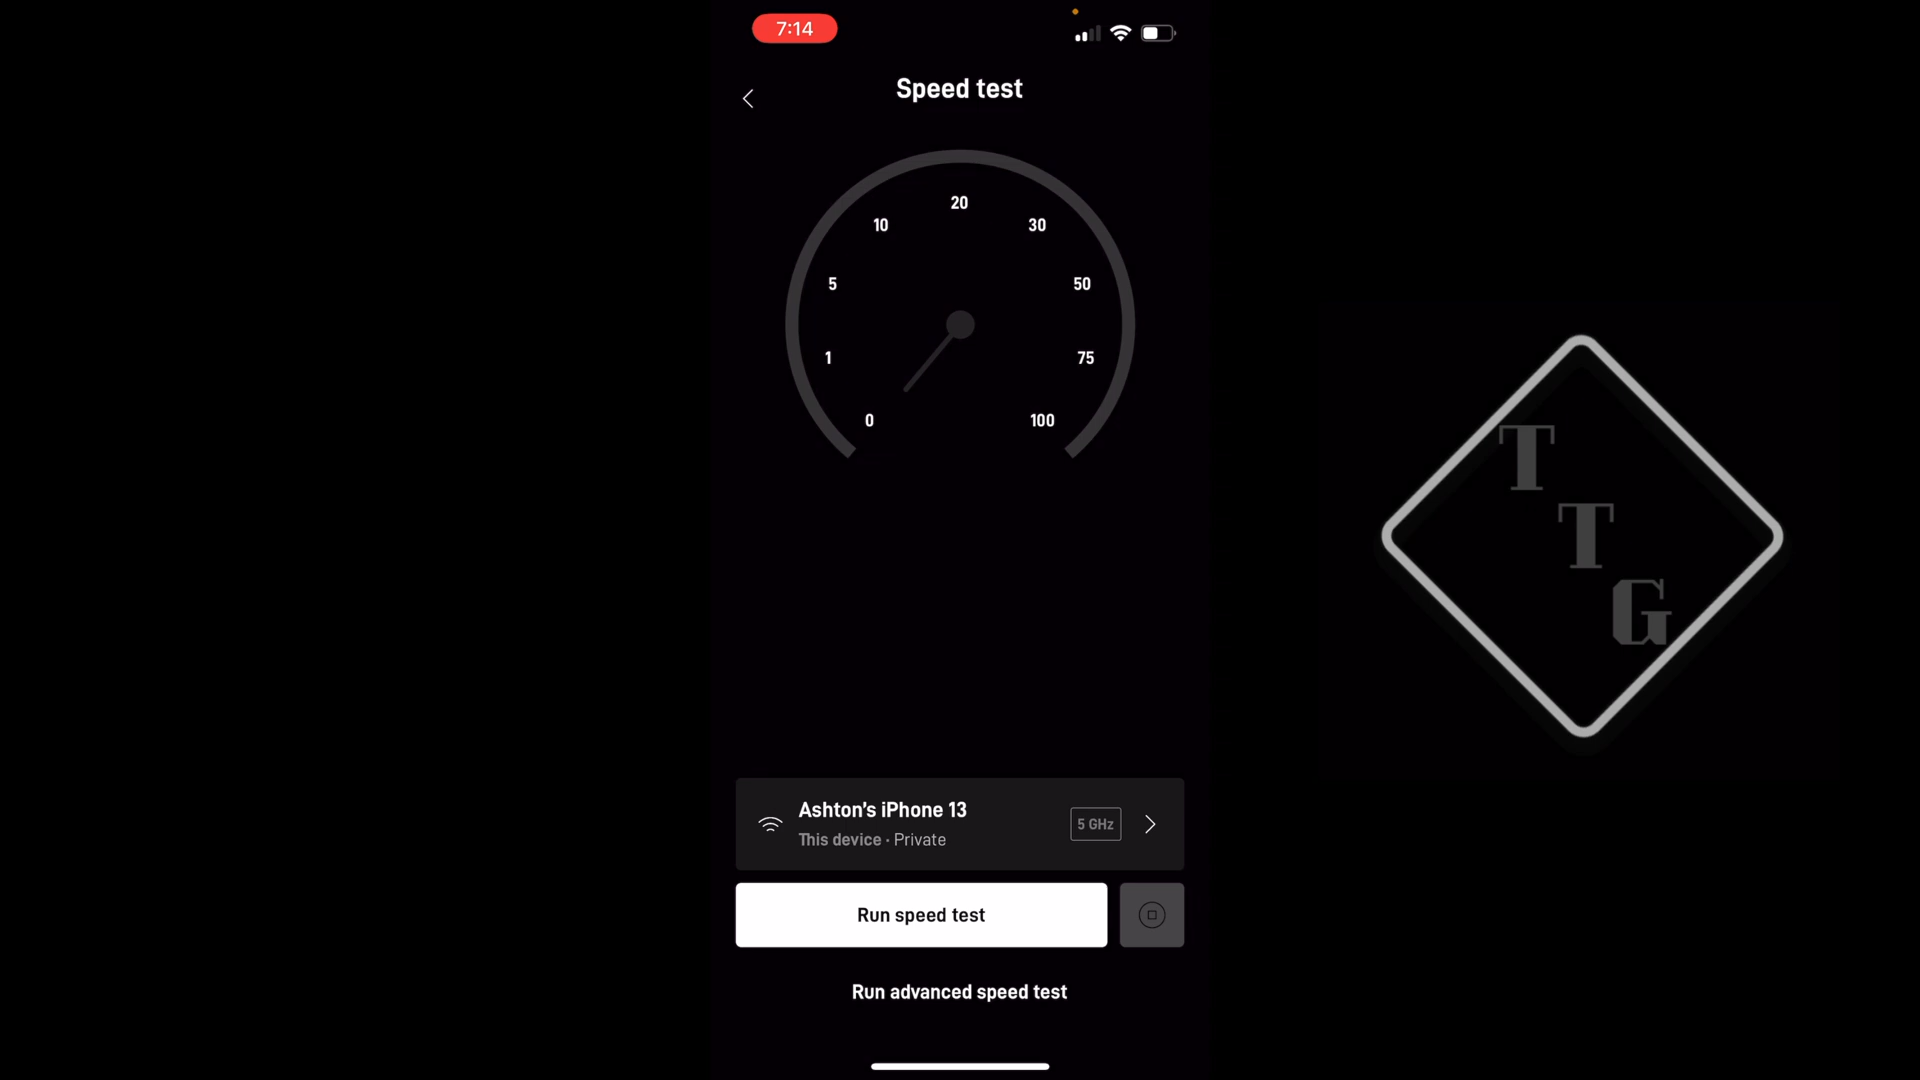 7:14
Speed test
20
10
30
5
50
1
75
0
100
T
T
G
Ashton's iPhone 13
5 GHz
This device · Private
Run speed test
Run advanced speed test